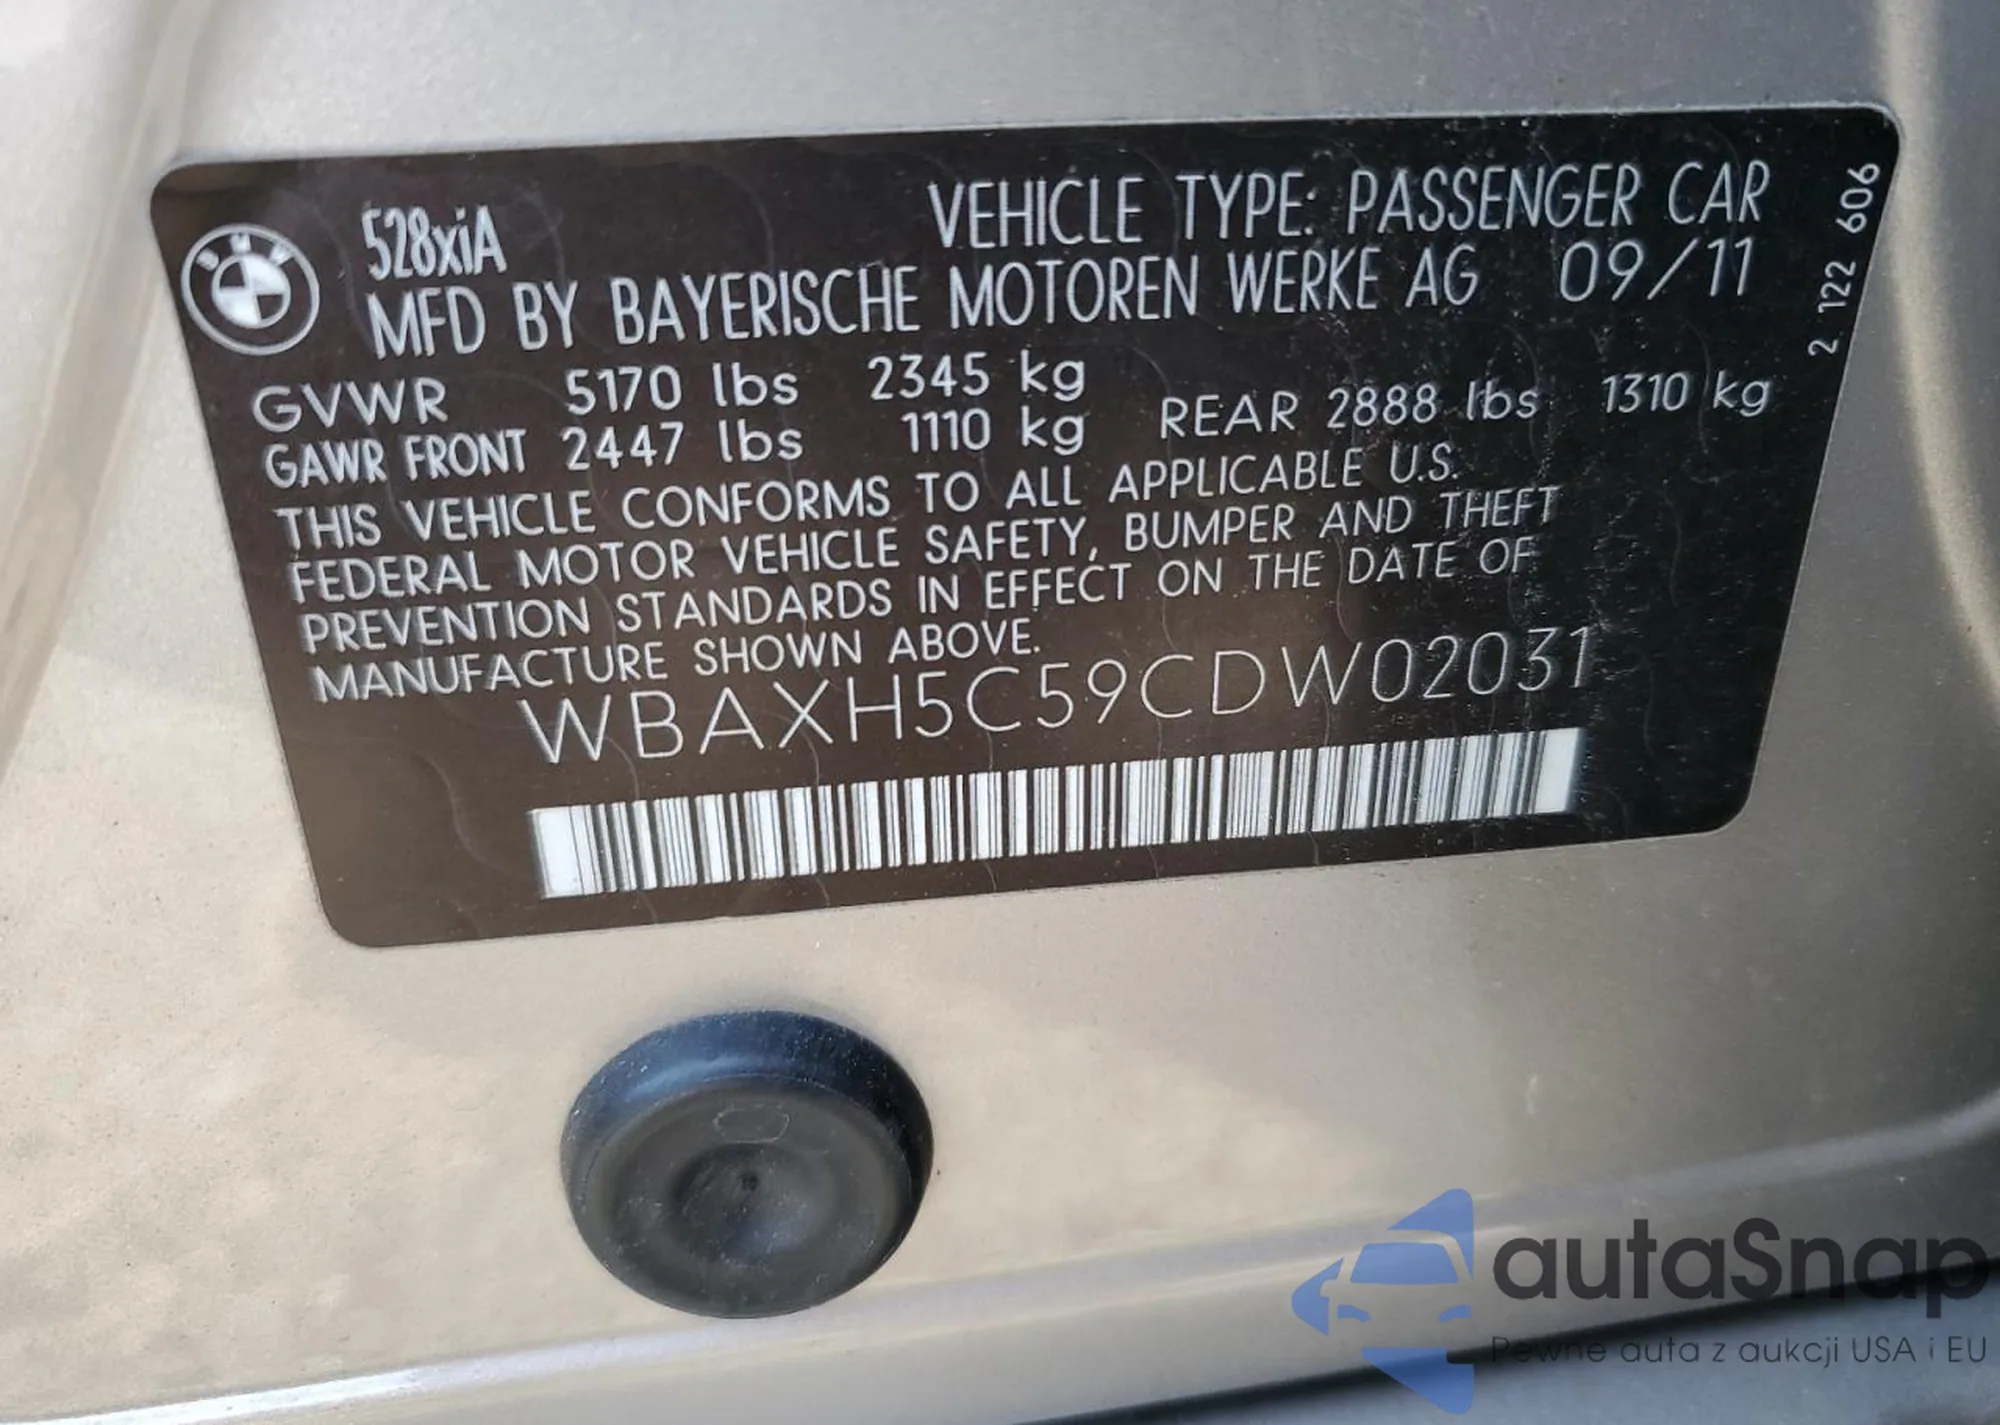 BMW
528xiA
VEHICLE TYPE: PASSENGER CAR
MFD BY BAYERISCHE MOTOREN WERKE AG 09/11
GVWR 5170 lbs 2345 kg
GAWR FRONT 2447 lbs 1110 kg REAR 2888 lbs 1310 kg
THIS VEHICLE CONFORMS TO ALL APPLICABLE U.S.
FEDERAL MOTOR VEHICLE SAFETY, BUMPER AND THEFT
PREVENTION STANDARDS IN EFFECT ON THE DATE OF
MANUFACTURE SHOWN ABOVE.
WBAXH5C59CDW02031
2 122 606
autaSnap
Pewne auta z aukcji USA i EU